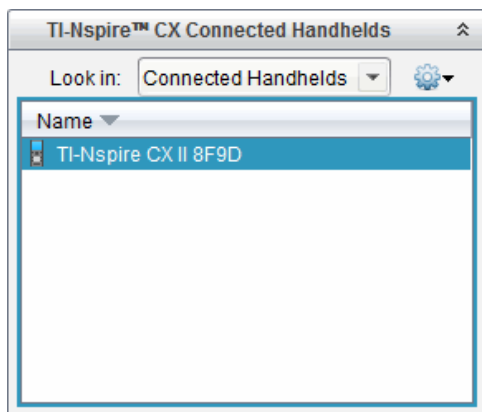 TI-Nspire™ CX Connected Handhelds
Look in: Connected Handhelds
Name
TI-Nspire CX II 8F9D